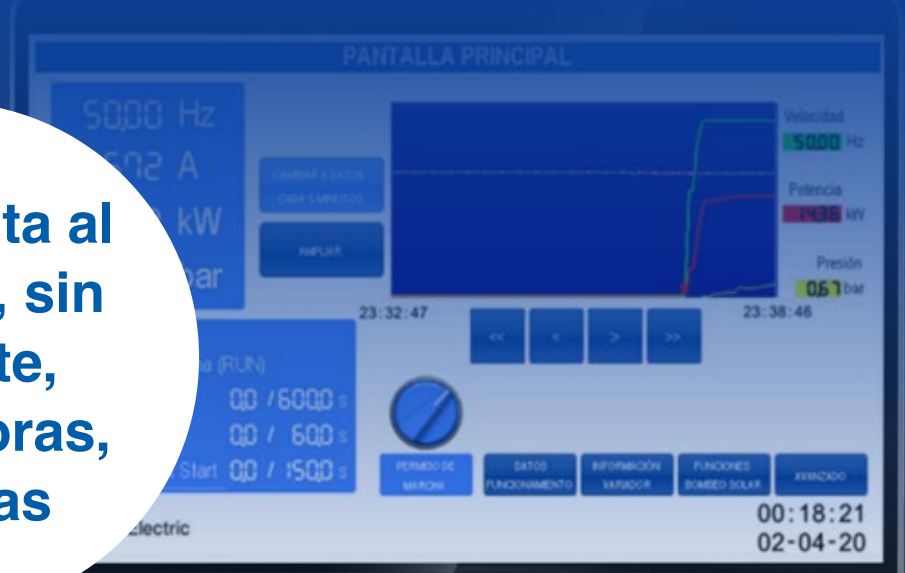 PANTALLA PRINCIPAL
50,00 Hz
A
kW
bar
CAMBIAR A DATOS
CADA 5 MINUTOS
AMPLIAR
Velocidad
50,00 Hz
Potencia
14,36 kW
Presión
0,67 bar
23:32:47
23:38:46
<< < > >>
(RUN)
0,0 / 600,0 s
0,0 / 60,0 s
Start 0,0 / 150,0 s
PERMISO DE
MARCHA
DATOS
FUNCIONAMIENTO
INFORMACIÓN
VARIADOR
FUNCIONES
BOMBEO SOLAR
AVANZADO
Electric
00:18:21
02-04-20
ta al
, sin
te,
oras,
as